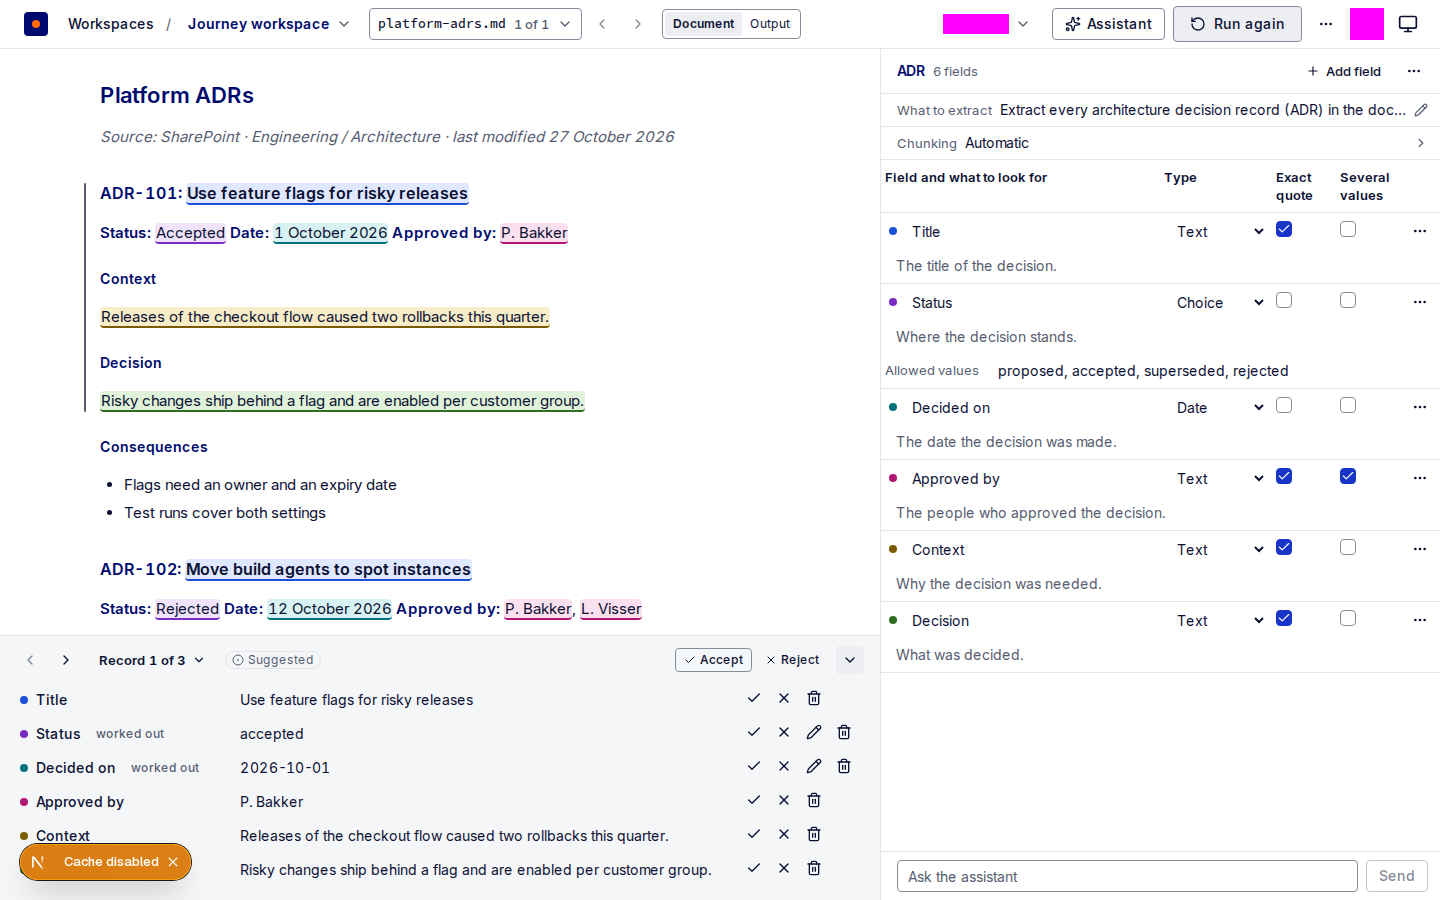 Workspaces / Journey workspace platform-adrs.md 1 of 1 Document Output Assistant Run again
Platform ADRs
Source: SharePoint · Engineering / Architecture · last modified 27 October 2026
ADR-101: Use feature flags for risky releases
Status: Accepted Date: 1 October 2026 Approved by: P. Bakker
Context
Releases of the checkout flow caused two rollbacks this quarter.
Decision
Risky changes ship behind a flag and are enabled per customer group.
Consequences
• Flags need an owner and an expiry date
• Test runs cover both settings
ADR-102: Move build agents to spot instances
Status: Rejected Date: 12 October 2026 Approved by: P. Bakker, L. Visser
Record 1 of 3 Suggested Accept Reject
Title Use feature flags for risky releases
Status worked out accepted
Decided on worked out 2026-10-01
Approved by P. Bakker
Context Releases of the checkout flow caused two rollbacks this quarter.
Risky changes ship behind a flag and are enabled per customer group.
Cache disabled
ADR 6 fields Add field
What to extract Extract every architecture decision record (ADR) in the doc...
Chunking Automatic
Field and what to look for Type Exact quote Several values
Title Text
The title of the decision.
Status Choice
Where the decision stands.
Allowed values proposed, accepted, superseded, rejected
Decided on Date
The date the decision was made.
Approved by Text
The people who approved the decision.
Context Text
Why the decision was needed.
Decision Text
What was decided.
Ask the assistant Send